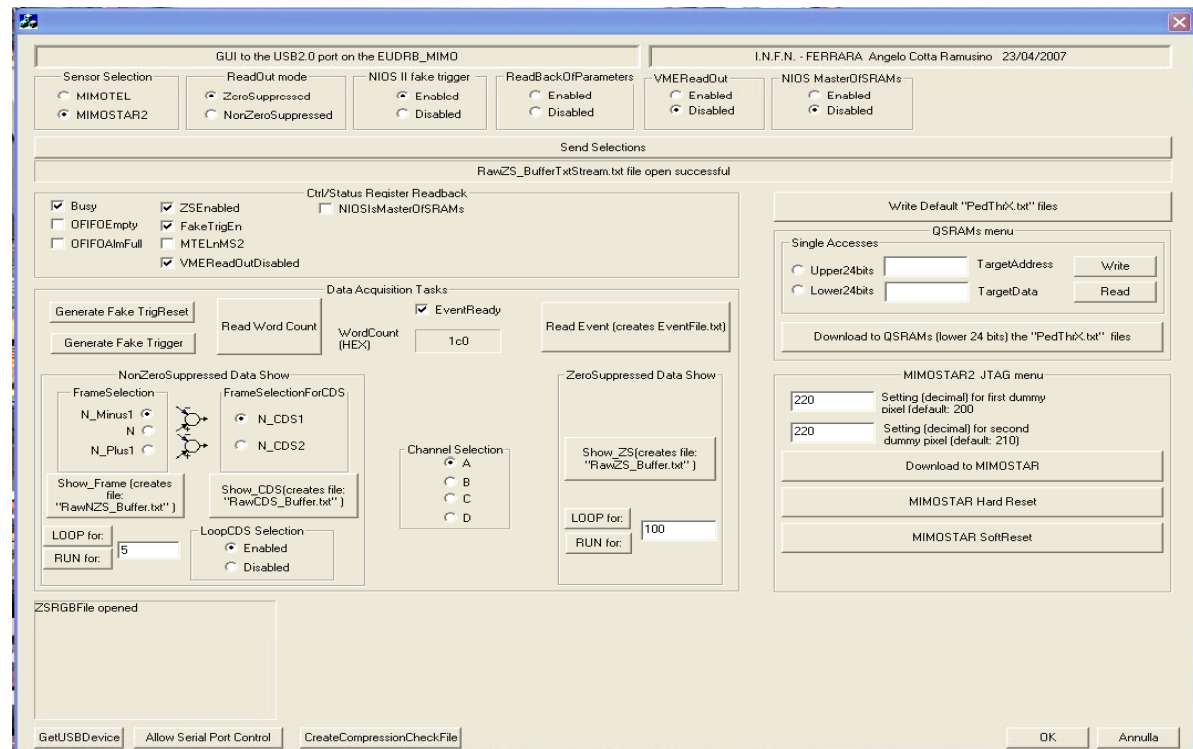 GUI to the USB2.0 port on the EUDRB_MIMO
I.N.F.N. - FERRARA Angelo Cotta Ramusino 23/04/2007
Sensor Selection
MIMOTEL
MIMOSTAR2
ReadOut mode
ZeroSuppressed
NonZeroSuppressed
NIOS II fake trigger
Enabled
Disabled
ReadBackOfParameters
Enabled
Disabled
VMEReadOut
Enabled
Disabled
NIOS MasterOfSRAMs
Enabled
Disabled
Send Selections
RawZS_BufferTxtStream.txt file open successful
Ctrl/Status Register Readback
Busy
OFIFOEmpty
OFIFOAlmFull
ZSEnabled
FakeTrigEn
MTELnMS2
VMEReadOutDisabled
NIOSIsMasterOfSRAMs
Write Default "PedThrX.txt" files
QSRAMs menu
Single Accesses
Upper24bits
TargetAddress
Write
Lower24bits
TargetData
Read
Download to QSRAMs (lower 24 bits) the "PedThrX.txt" files
Data Acquisition Tasks
Generate Fake TrigReset
Generate Fake Trigger
Read Word Count
EventReady
WordCount
(HEX)
1c0
Read Event (creates EventFile.txt)
NonZeroSuppressed Data Show
FrameSelection
N_Minus1
N
N_Plus1
FrameSelectionForCDS
N_CDS1
N_CDS2
Show_Frame (creates
file:
"RawNZS_Buffer.txt" )
Show_CDS(creates file:
"RawCDS_Buffer.txt" )
LOOP for:
RUN for:
5
LoopCDS Selection
Enabled
Disabled
Channel Selection
A
B
C
D
ZeroSuppressed Data Show
Show_ZS(creates file:
"RawZS_Buffer.txt" )
LOOP for:
RUN for:
100
MIMOSTAR2 JTAG menu
220
Setting (decimal) for first dummy
pixel (default: 200
220
Setting (decimal) for second
dummy pixel (default: 210)
Download to MIMOSTAR
MIMOSTAR Hard Reset
MIMOSTAR SoftReset
ZSRGBFile opened
GetUSBDevice
Allow Serial Port Control
CreateCompressionCheckFile
OK
Annulla